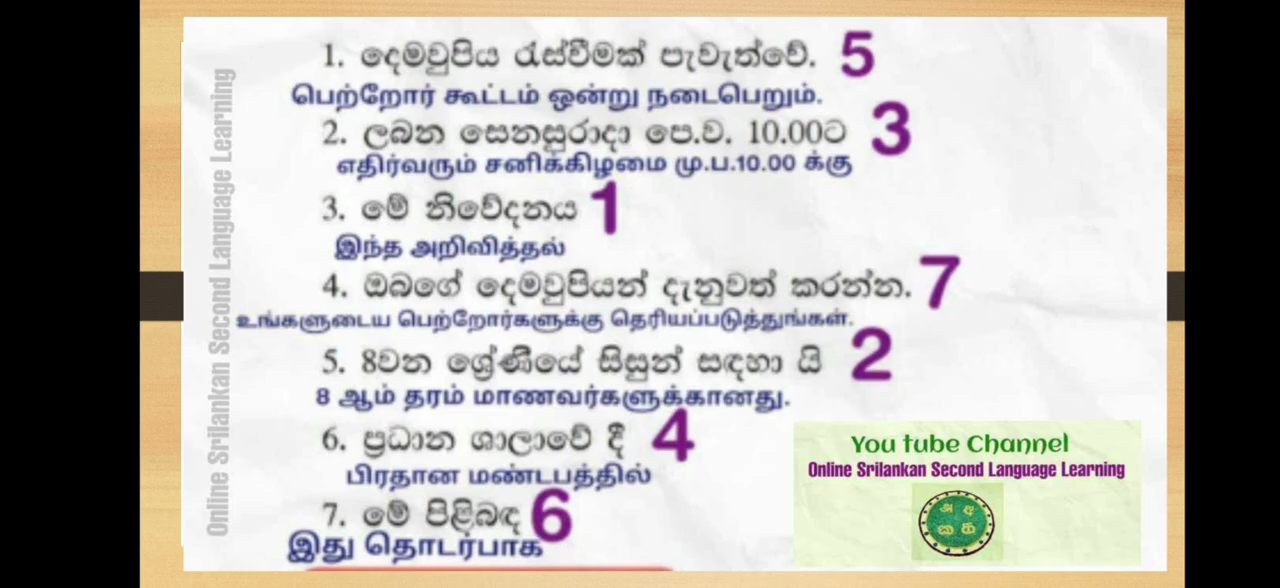 Online Srilankan Second Language Learning
1. දෙමවුපිය රැස්වීමක් පැවැත්වේ. 5
பெற்றோர் கூட்டம் ஒன்று நடைபெறும்.
2. ලබන සෙනසුරාදා පෙ.ව. 10.00ට 3
எதிர்வரும் சனிக்கிழமை மு.ப.10.00 க்கு
3. මේ නිවේදනය 1
இந்த அறிவித்தல்
4. ඔබගේ දෙමවුපියන් දැනුවත් කරන්න. 7
உங்களுடைய பெற்றோர்களுக்கு தெரியப்படுத்துங்கள்.
5. 8වන ශ්‍රේණියේ සිසුන් සඳහා යි 2
8 ஆம் தரம் மாணவர்களுக்கானது.
6. ප්‍රධාන ශාලාවේ දී 4
பிரதான மண்டபத்தில்
7. මේ පිළිබඳ 6
இது தொடர்பாக
You tube Channel
Online Srilankan Second Language Learning